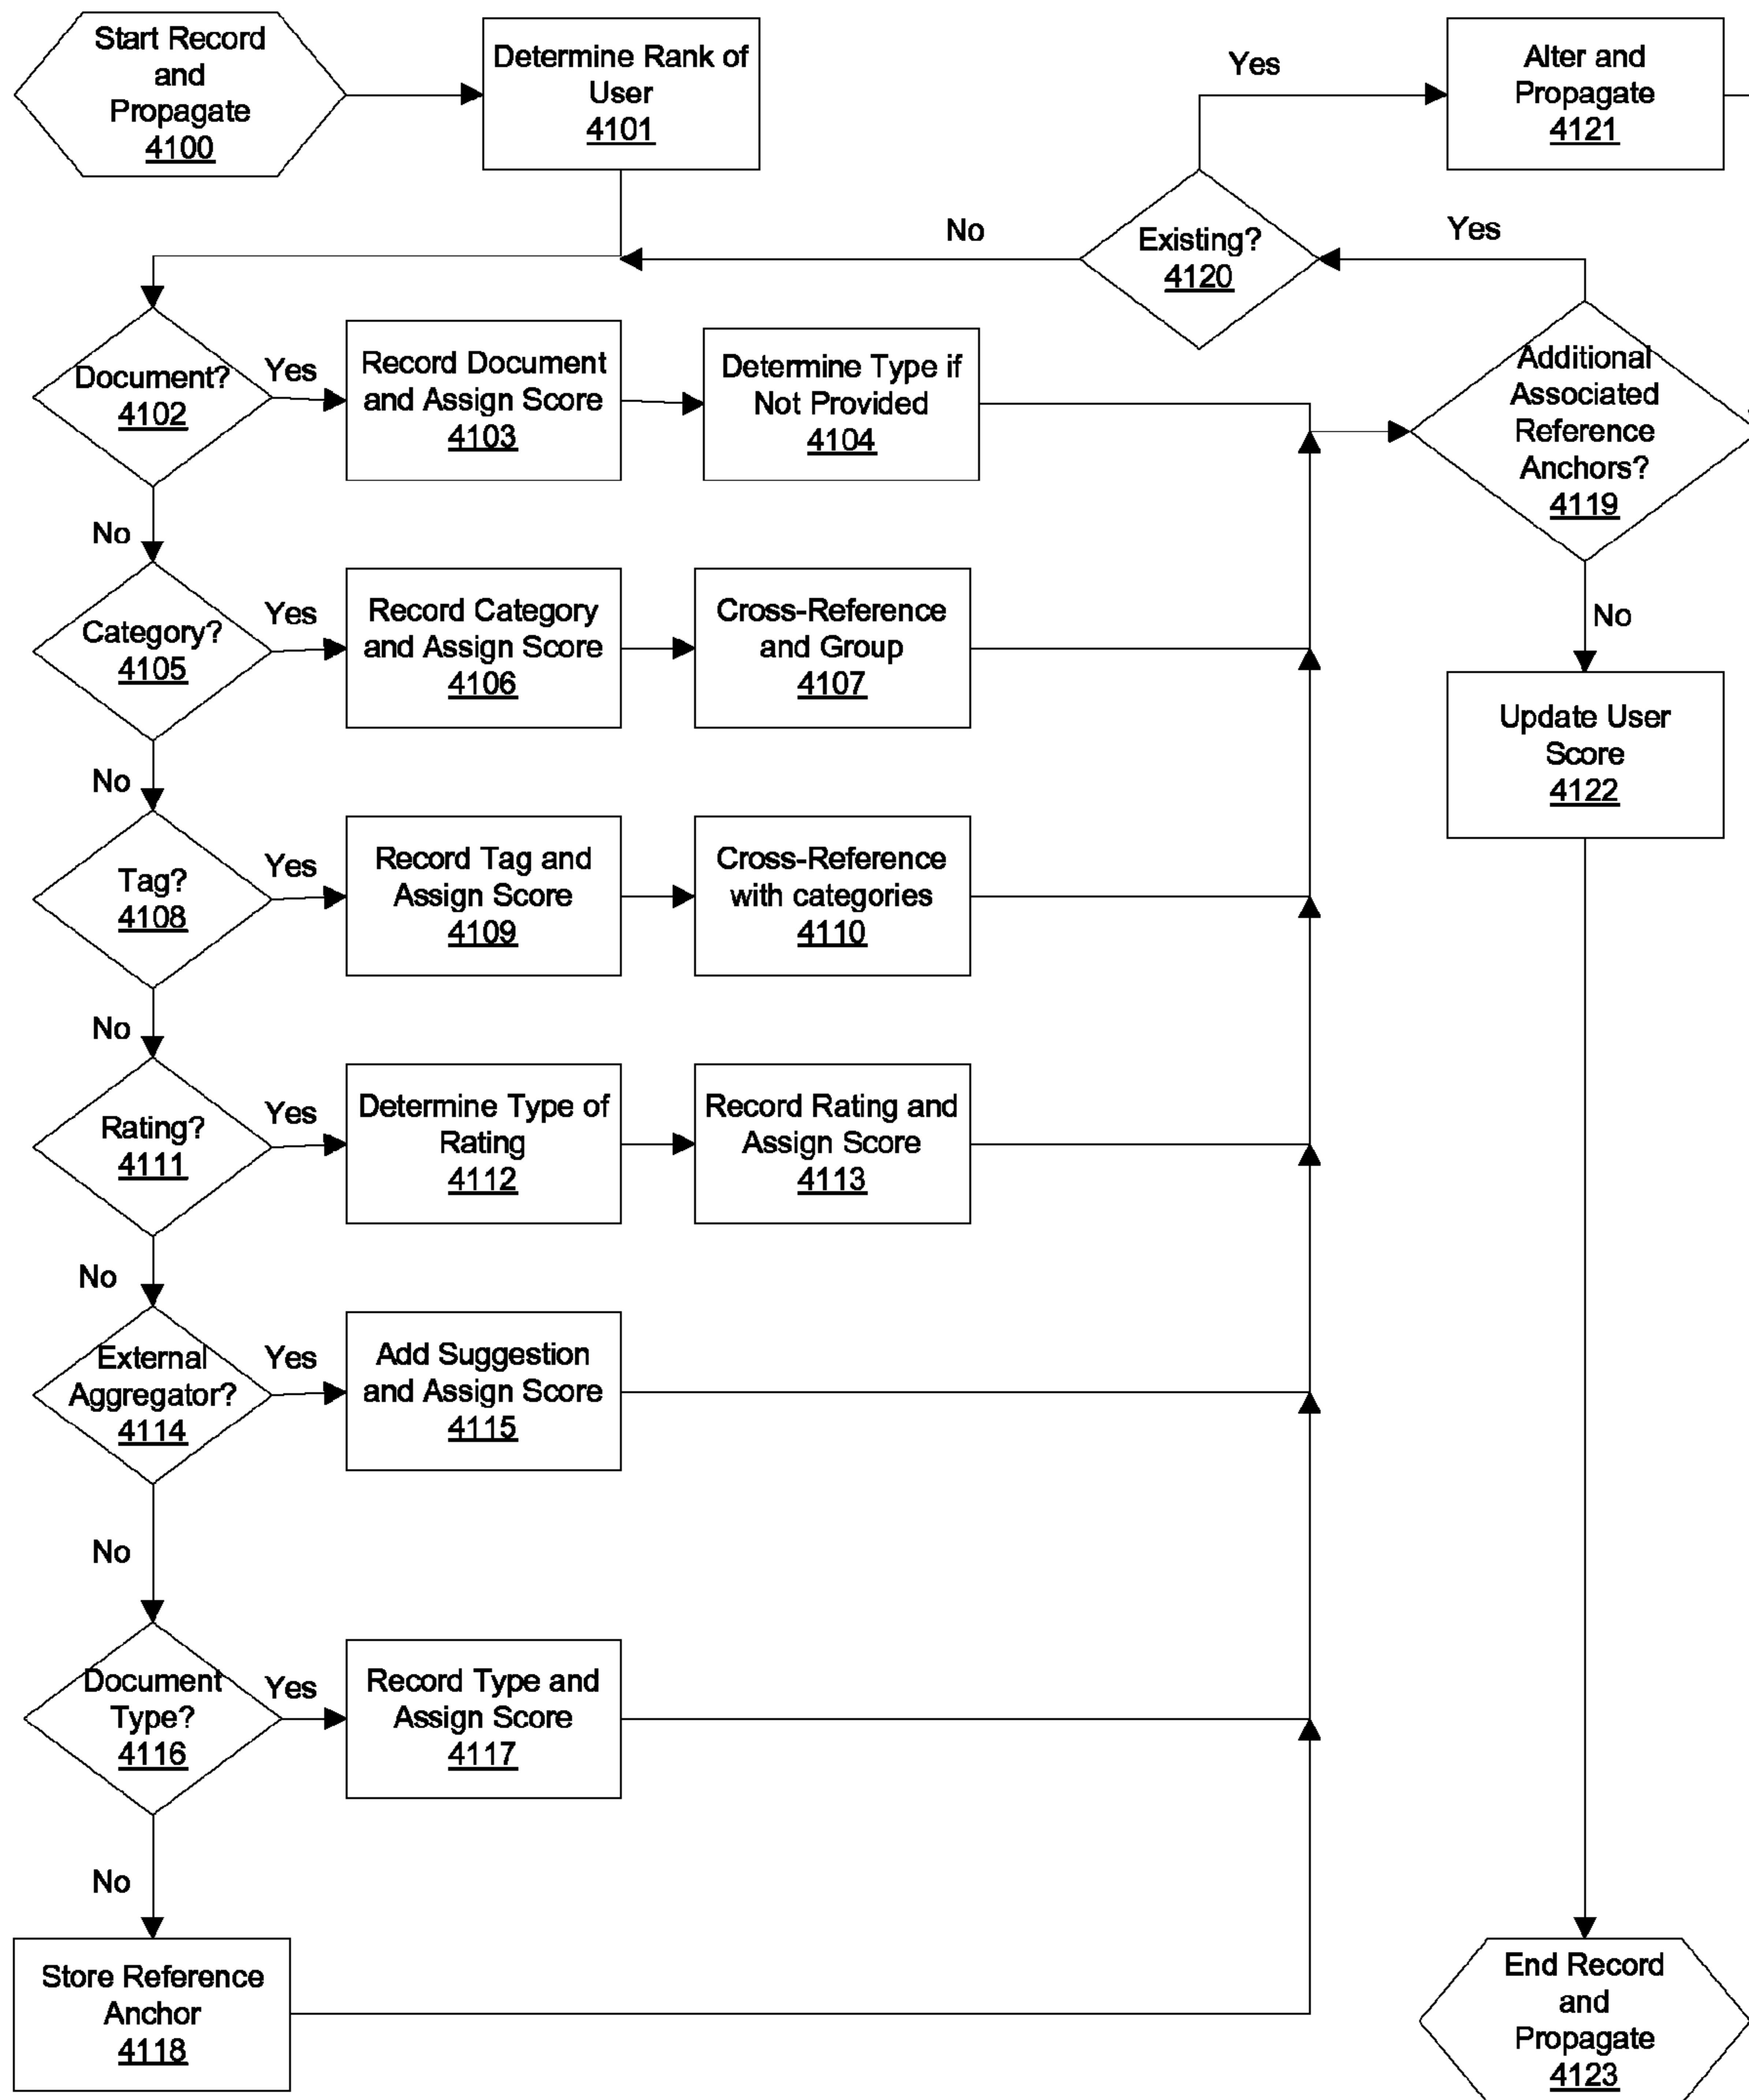 Start Record
and
Propagate
4100
Determine Rank of
User
4101
Yes
Alter and
Propagate
4121
No
Existing?
4120
Yes
Document?
4102
Yes
Record Document
and Assign Score
4103
Determine Type if
Not Provided
4104
Additional
Associated
Reference
Anchors?
4119
No
Category?
4105
Yes
Record Category
and Assign Score
4106
Cross-Reference
and Group
4107
No
Update User
Score
4122
No
Tag?
4108
Yes
Record Tag and
Assign Score
4109
Cross-Reference
with categories
4110
No
Rating?
4111
Yes
Determine Type of
Rating
4112
Record Rating and
Assign Score
4113
No
External
Aggregator?
4114
Yes
Add Suggestion
and Assign Score
4115
No
Document
Type?
4116
Yes
Record Type and
Assign Score
4117
No
Store Reference
Anchor
4118
End Record
and
Propagate
4123